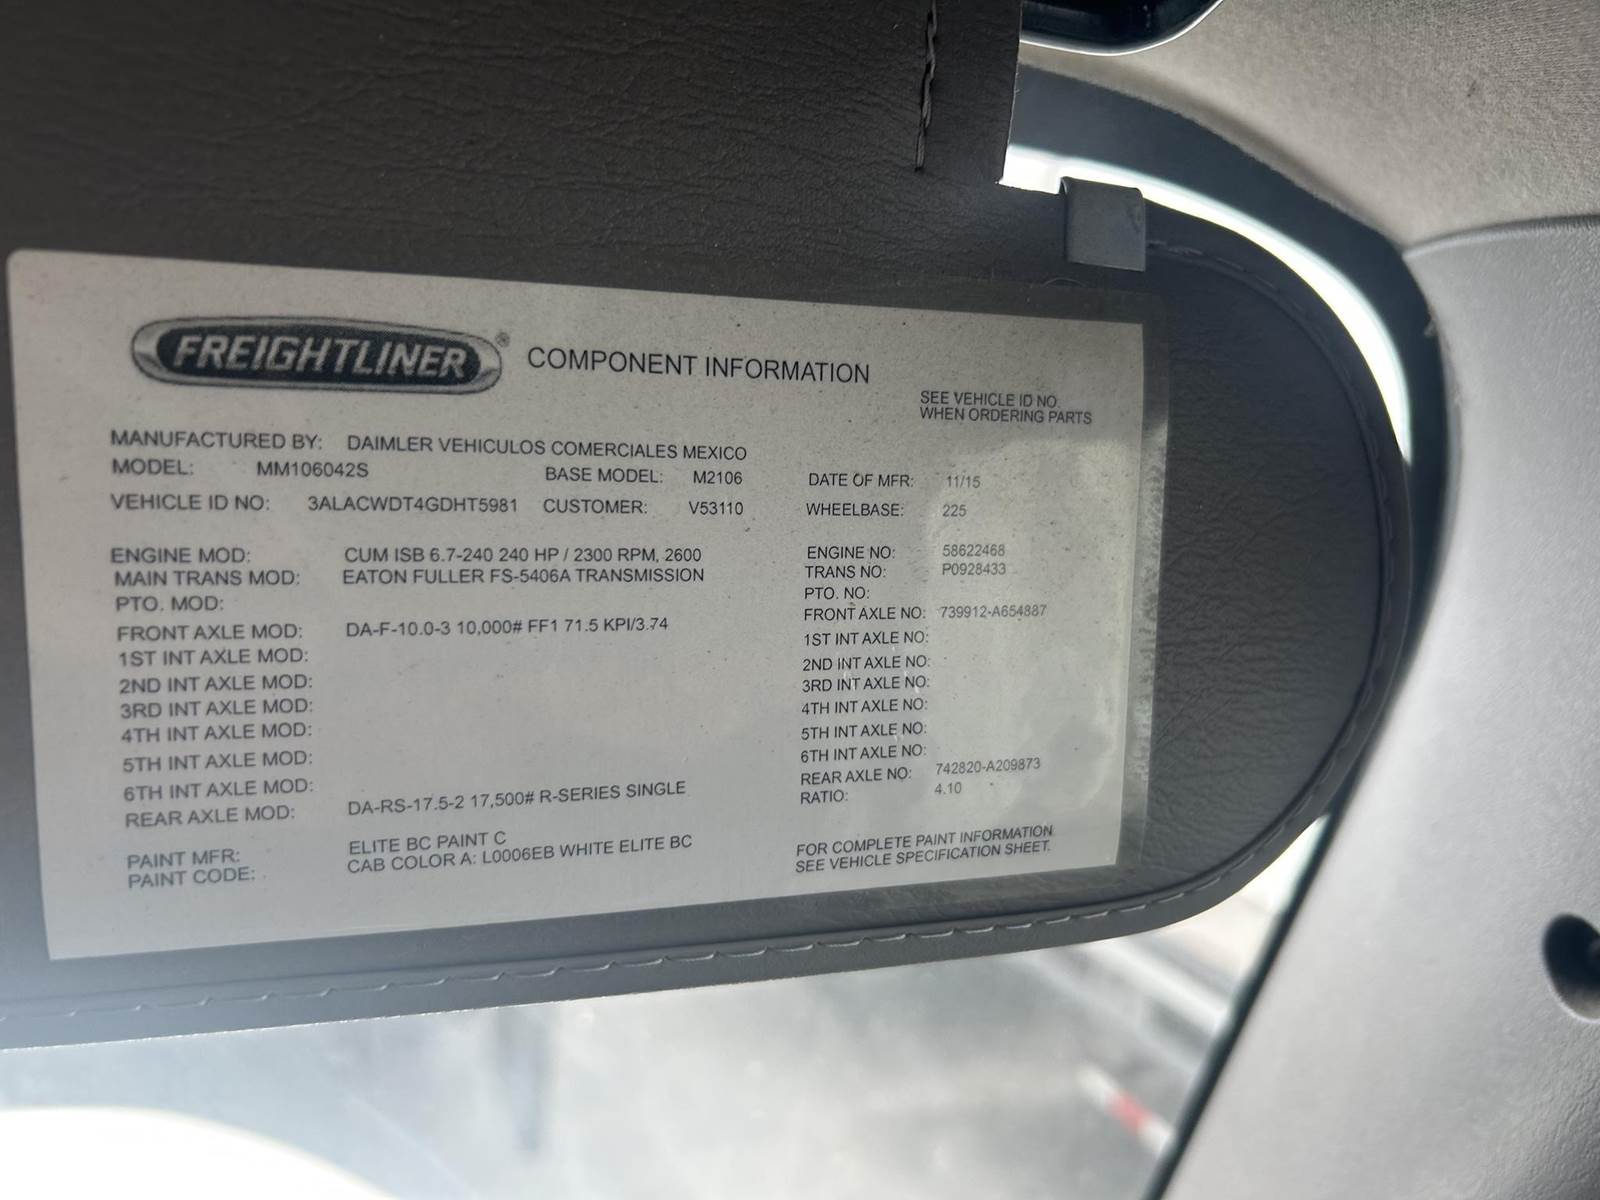 FREIGHTLINER® COMPONENT INFORMATION
SEE VEHICLE ID NO.
WHEN ORDERING PARTS
MANUFACTURED BY: DAIMLER VEHICULOS COMERCIALES MEXICO
MODEL: MM106042S BASE MODEL: M2106 DATE OF MFR: 11/15
VEHICLE ID NO: 3ALACWDT4GDHT5981 CUSTOMER: V53110 WHEELBASE: 225
ENGINE MOD: CUM ISB 6.7-240 240 HP / 2300 RPM, 2600 ENGINE NO: 58622468
MAIN TRANS MOD: EATON FULLER FS-5406A TRANSMISSION TRANS NO: P0928433
PTO. MOD: PTO. NO:
FRONT AXLE MOD: DA-F-10.0-3 10,000# FF1 71.5 KPI/3.74 FRONT AXLE NO: 739912-A654887
1ST INT AXLE MOD: 1ST INT AXLE NO:
2ND INT AXLE MOD: 2ND INT AXLE NO:
3RD INT AXLE MOD: 3RD INT AXLE NO:
4TH INT AXLE MOD: 4TH INT AXLE NO:
5TH INT AXLE MOD: 5TH INT AXLE NO:
6TH INT AXLE MOD: 6TH INT AXLE NO:
REAR AXLE MOD: DA-RS-17.5-2 17,500# R-SERIES SINGLE REAR AXLE NO: 742820-A209873
RATIO: 4.10
PAINT MFR: ELITE BC PAINT C
PAINT CODE: CAB COLOR A: L0006EB WHITE ELITE BC
FOR COMPLETE PAINT INFORMATION
SEE VEHICLE SPECIFICATION SHEET.